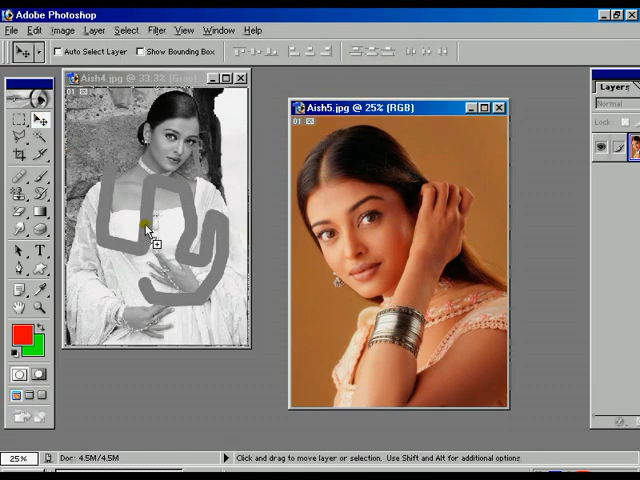 Adobe Photoshop
File Edit Image Layer Select Filter View Window Help
Auto Select Layer Show Bounding Box
Aish4.jpg @ 33.3% (Gray)
01
Aish5.jpg @ 25% (RGB)
01
Layers
Normal
Lock:
T
25% Doc: 4.5M/4.5M Click and drag to move layer or selection. Use Shift and Alt for additional options